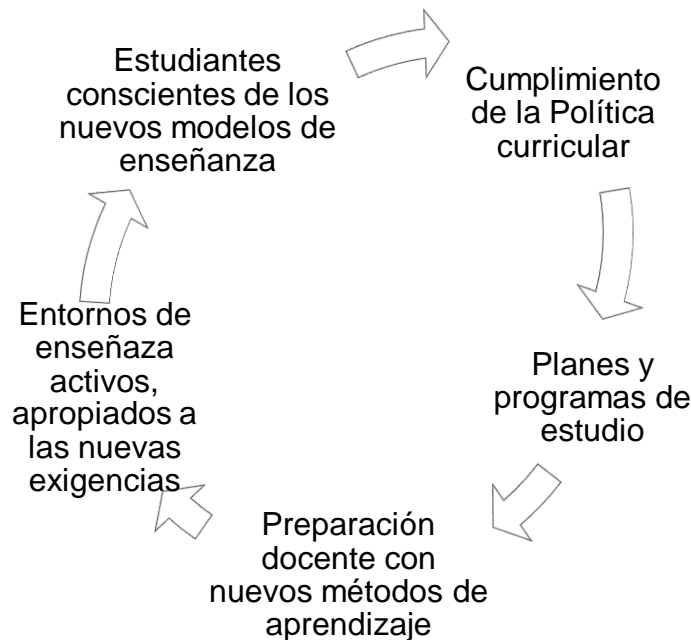 Estudiantes
conscientes de los
nuevos modelos de
enseñanza
Cumplimiento
de la Política
curricular
Planes y
programas de
estudio
Preparación
docente con
nuevos métodos de
aprendizaje
Entornos de
enseñaza
activos,
apropiados a
las nuevas
exigencias